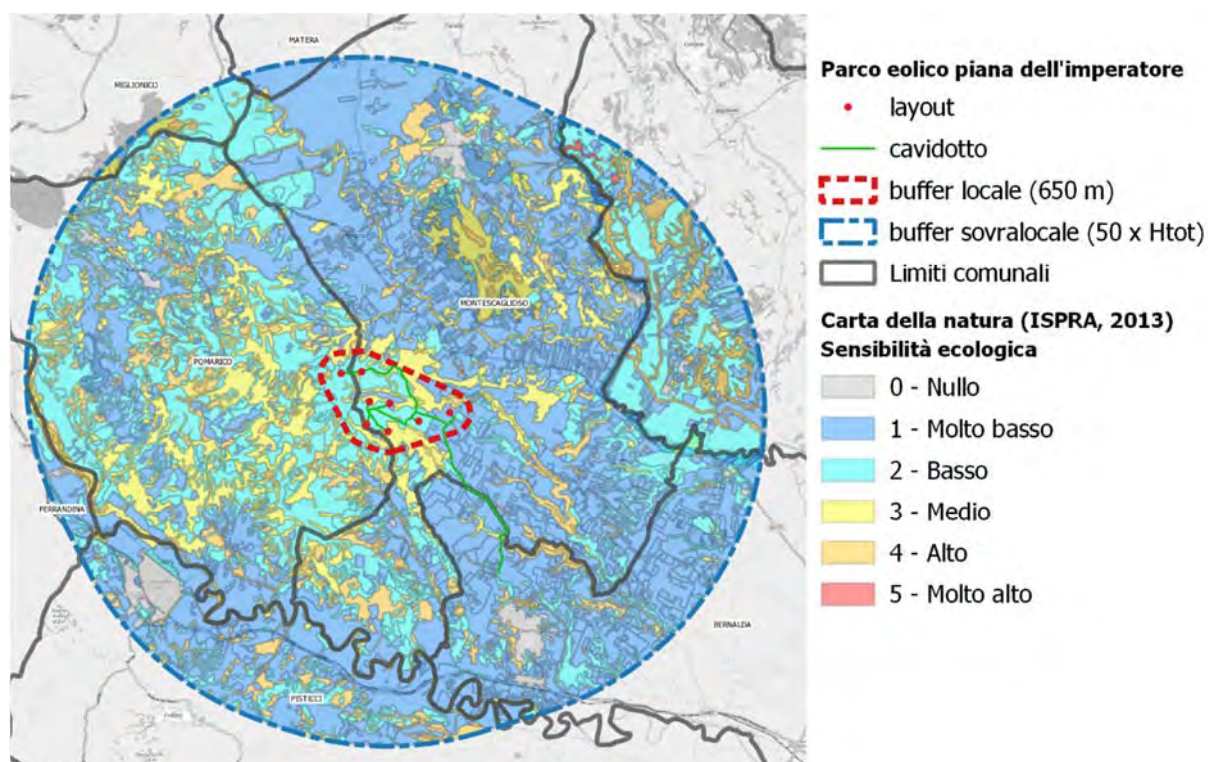 MATERA
MIGLIONICO
MONTESCAGLIOSO
POMARICO
FERRANDINA
BERNALDA
PISTICCI
Parco eolico piana dell'imperatore
layout
cavidotto
buffer locale (650 m)
buffer sovralocale (50 x Htot)
Limiti comunali
Carta della natura (ISPRA, 2013)
Sensibilità ecologica
0 - Nullo
1 - Molto basso
2 - Basso
3 - Medio
4 - Alto
5 - Molto alto